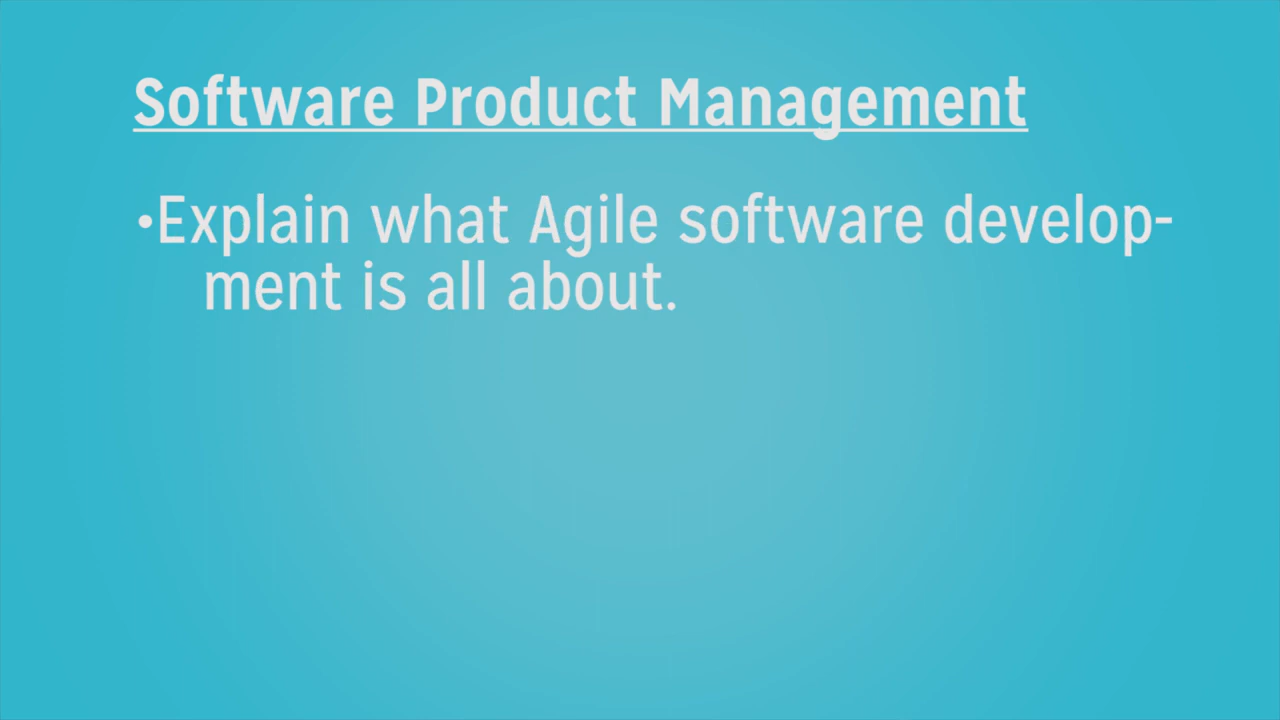 Software Product Management
•Explain what Agile software develop-
ment is all about.